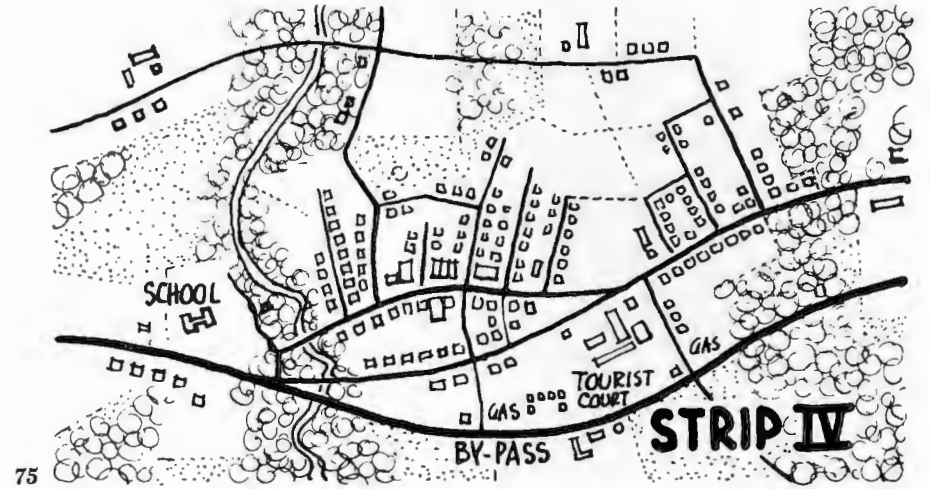 SCHOOL
GAS
TOURIST
COURT
GAS
BY-PASS
STRIP IV
75